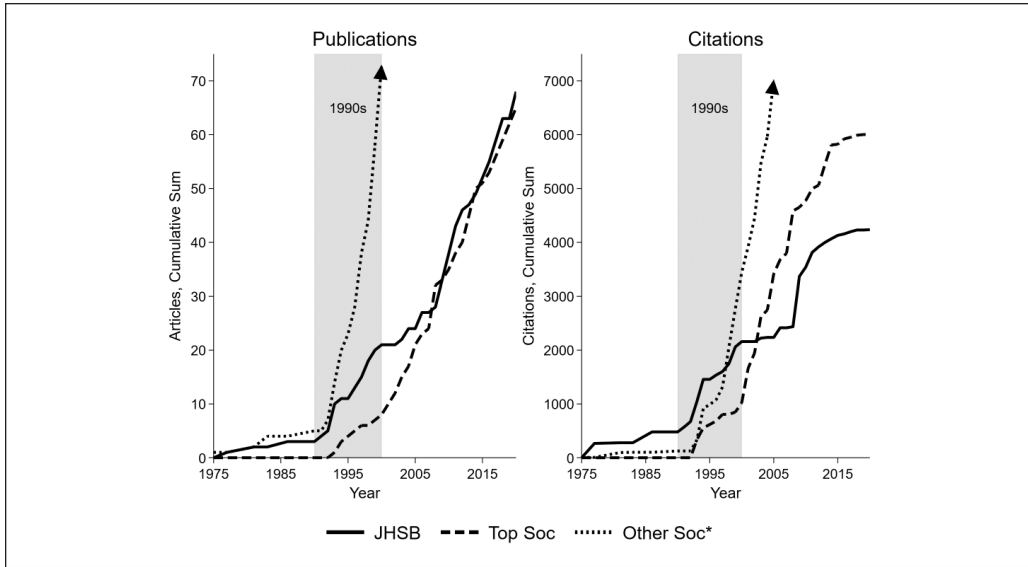 Publications
Citations
70
60
50
40
30
20
10
0
Articles, Cumulative Sum
1990s
1975
1985
1995
2005
2015
Year
7000
6000
5000
4000
3000
2000
1000
0
Citations, Cumulative Sum
1990s
1975
1985
1995
2005
2015
Year
JHSB Top Soc Other Soc*